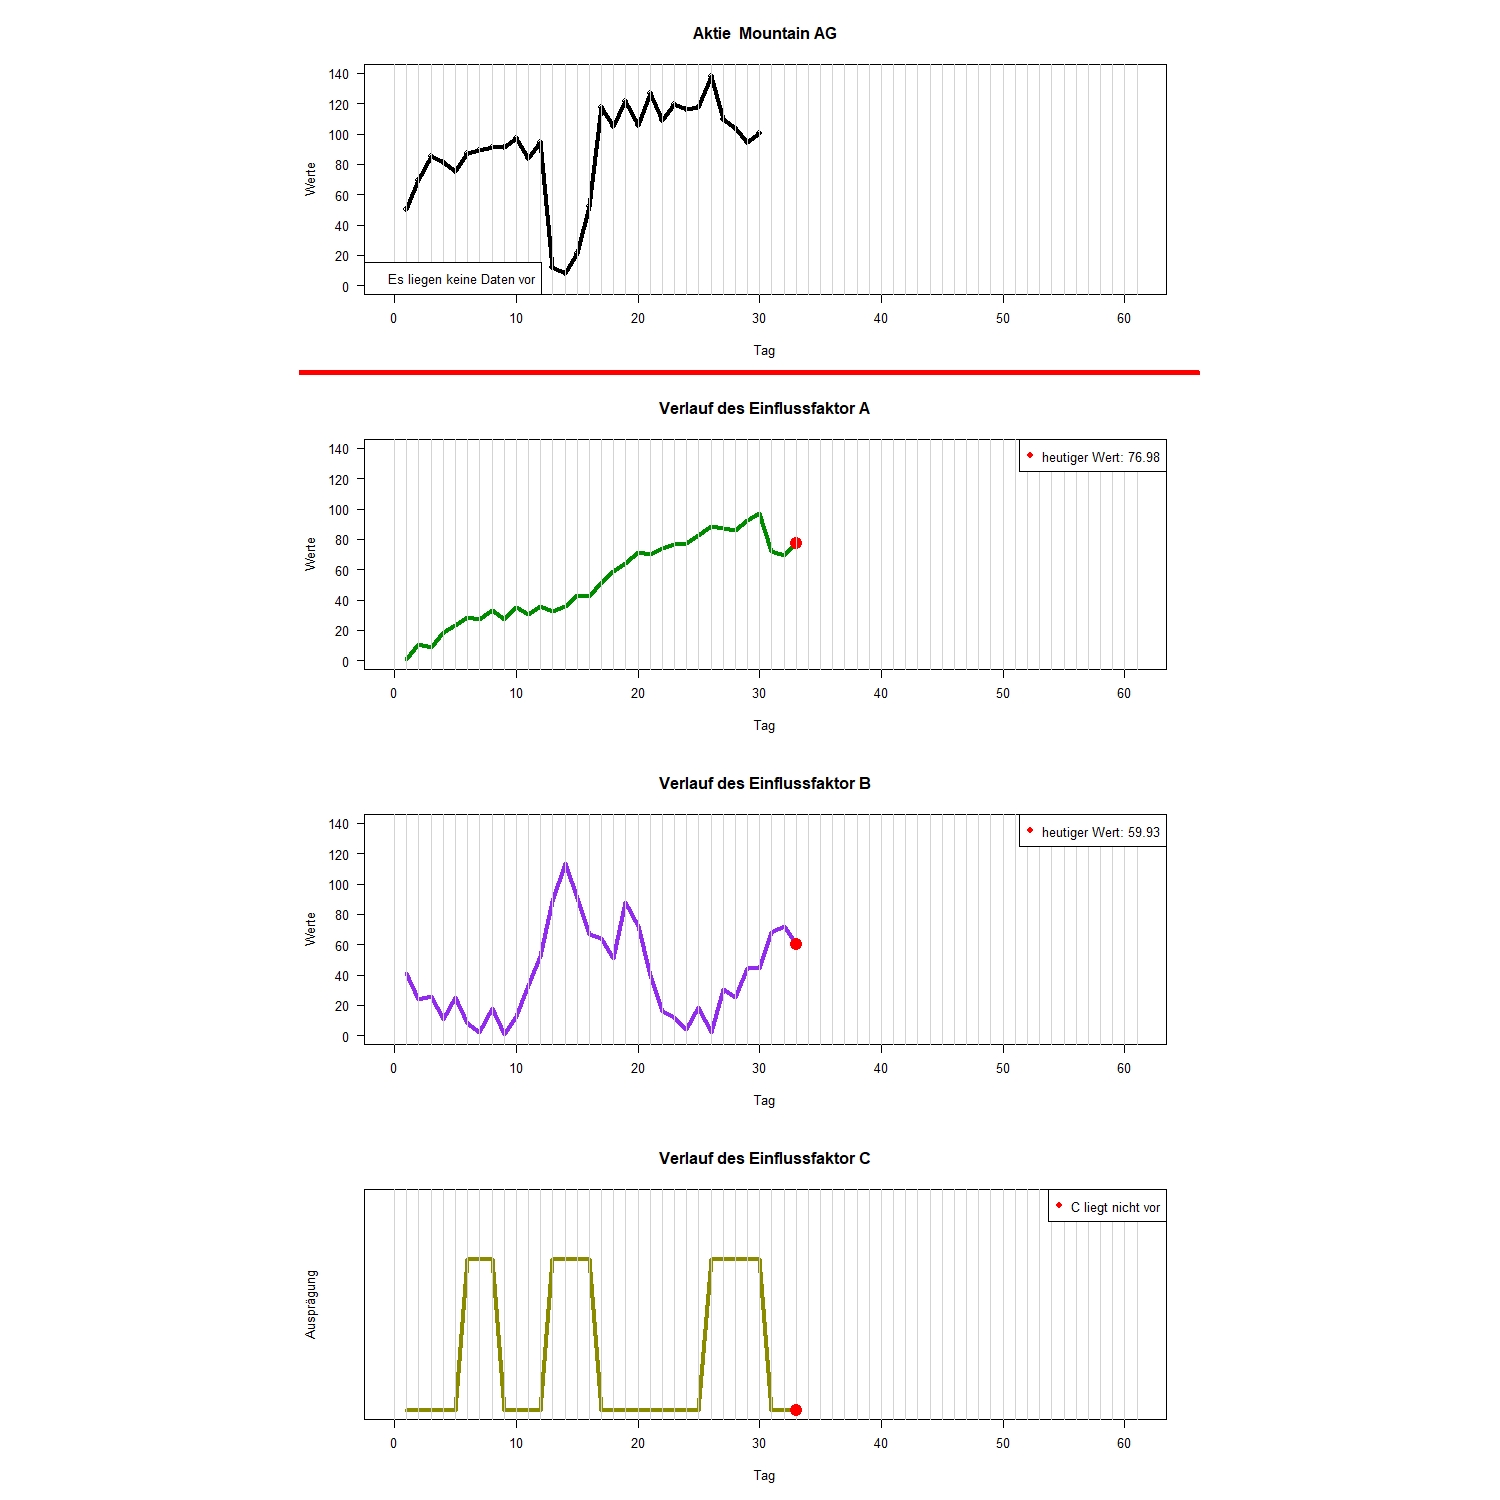 Aktie  Mountain AG
140
120
100
80
60
40
20
0
Werte
Es liegen keine Daten vor
0 10 20 30 40 50 60
Tag
Verlauf des Einflussfaktor A
140
120
100
80
60
40
20
0
Werte
heutiger Wert: 76.98
0 10 20 30 40 50 60
Tag
Verlauf des Einflussfaktor B
140
120
100
80
60
40
20
0
Werte
heutiger Wert: 59.93
0 10 20 30 40 50 60
Tag
Verlauf des Einflussfaktor C
C liegt nicht vor
Ausprägung
0 10 20 30 40 50 60
Tag